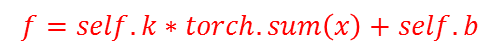 f = self.k * torch.sum(x) + self.b